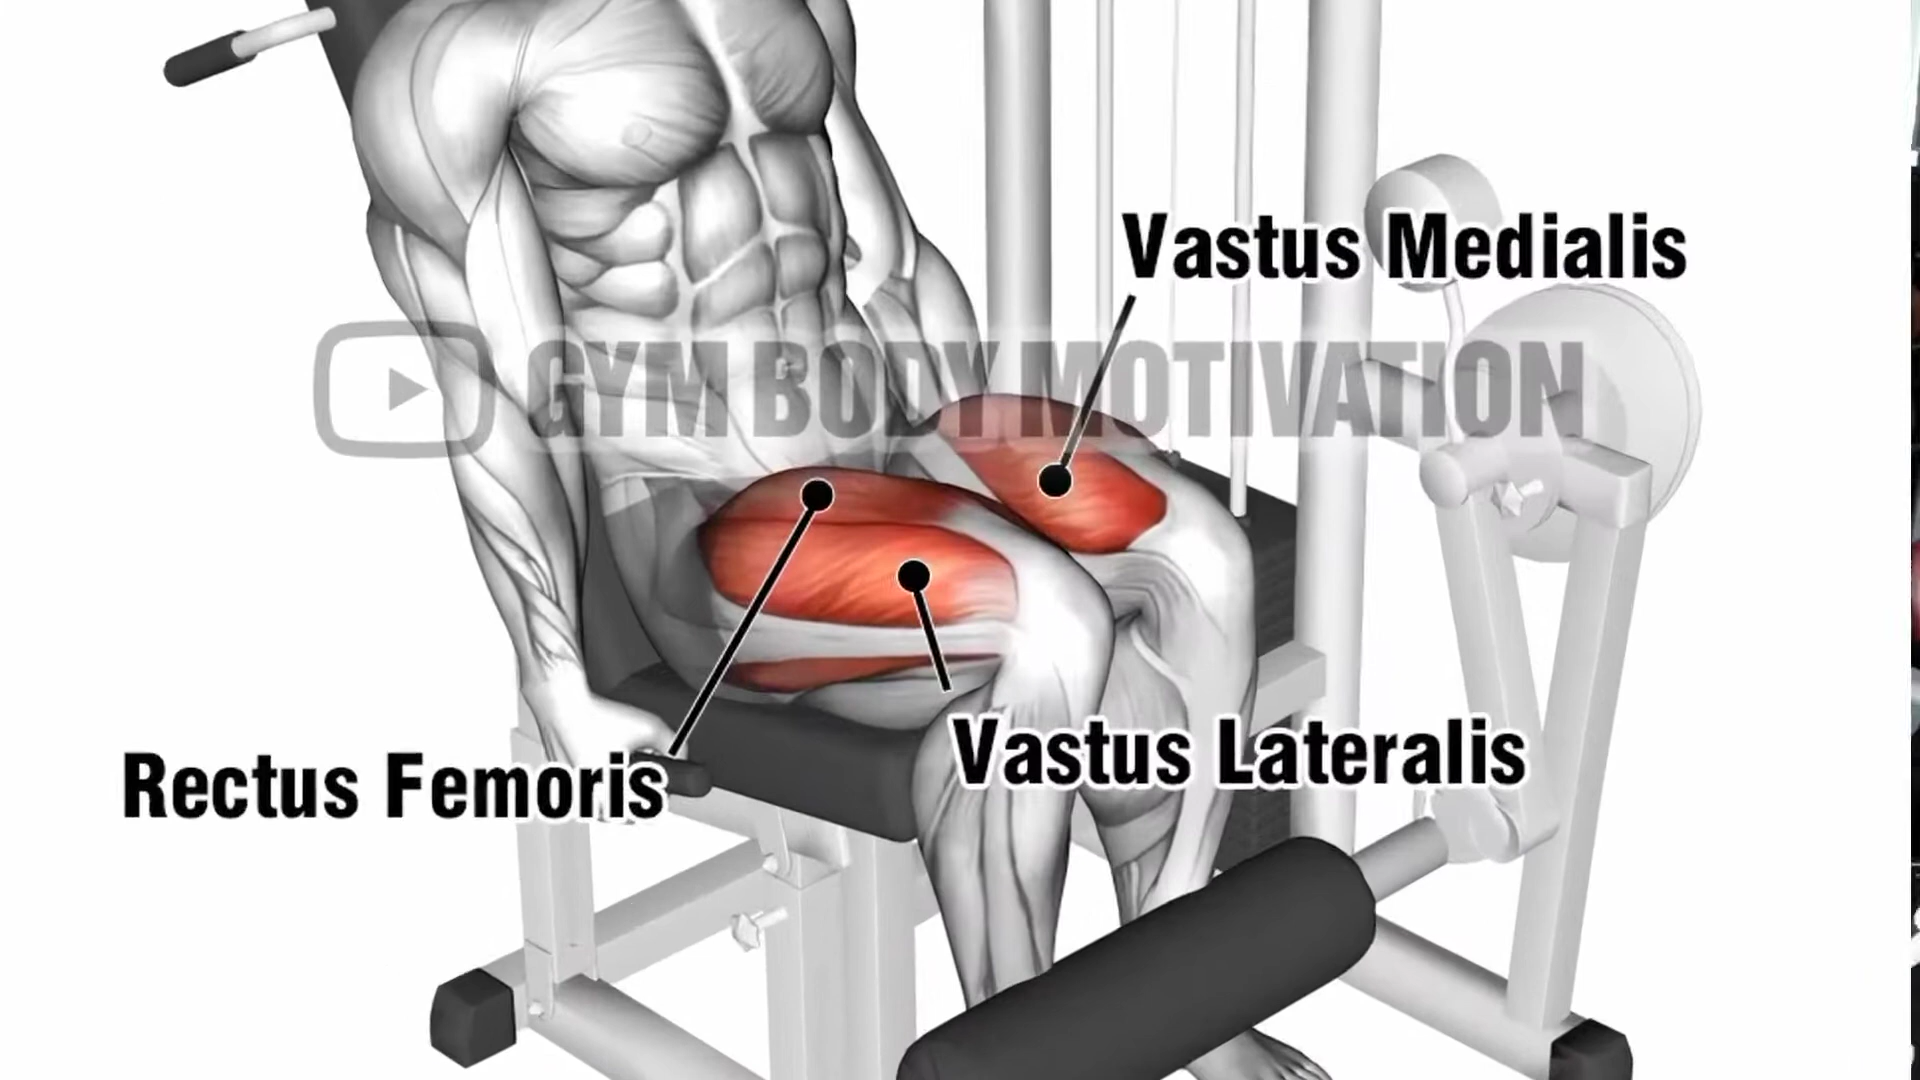 Vastus Medialis
GYM BODY MOTIVATION
Vastus Lateralis
Rectus Femoris